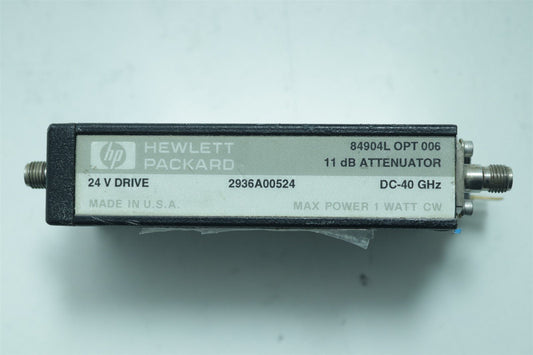 hp HEWLETT PACKARD
84904L OPT 006
11 dB ATTENUATOR
24 V DRIVE 2936A00524 DC-40 GHz
MADE IN U.S.A. MAX POWER 1 WATT CW